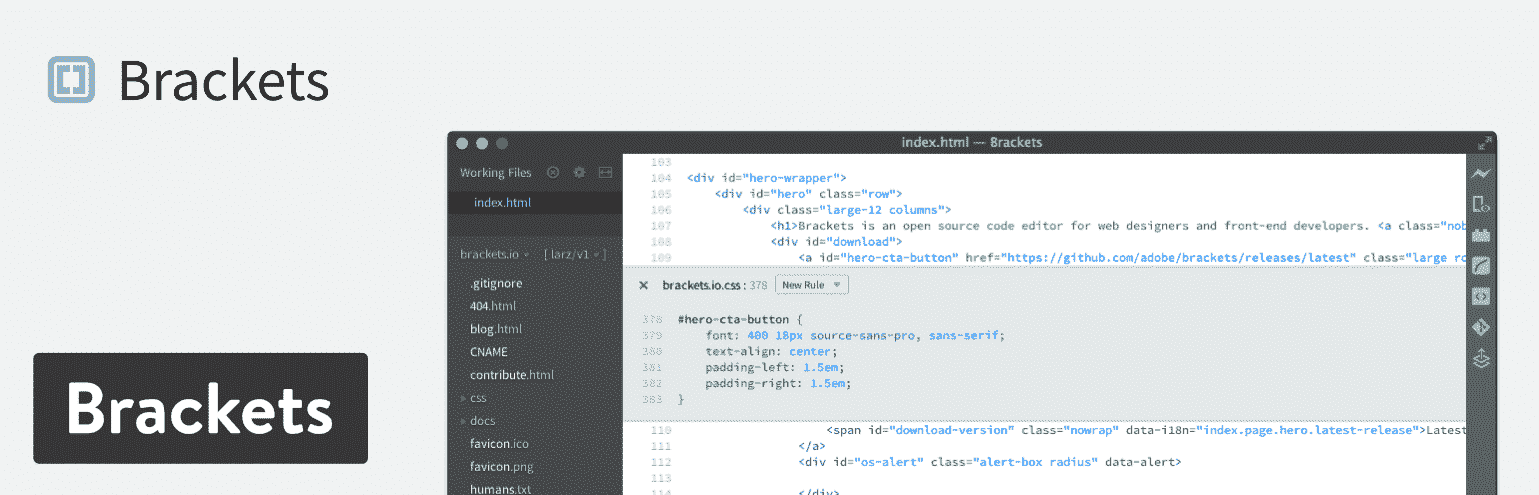 Brackets
index.html — Brackets
Working Files
index.html
brackets.io
[ larz/v1 ]
.gitignore
404.html
blog.html
CNAME
contribute.html
css
docs
favicon.ico
favicon.png
humans.txt
103
104 <div id="hero-wrapper">
105 <div id="hero" class="row">
106 <div class="large-12 columns">
107 <h1>Brackets is an open source code editor for web designers and front-end developers. <a class="nob
108 <div id="download">
109 <a id="hero-cta-button" href="https://github.com/adobe/brackets/releases/latest" class="large ro
× brackets.io.css : 378 New Rule
378 #hero-cta-button {
379 font: 400 18px source-sans-pro, sans-serif;
380 text-align: center;
381 padding-left: 1.5em;
382 padding-right: 1.5em;
383 }
110 <span id="download-version" class="nowrap" data-i18n="index.page.hero.latest-release">Latest
111 </a>
112 <div id="os-alert" class="alert-box radius" data-alert>
113
114 </div>
Brackets